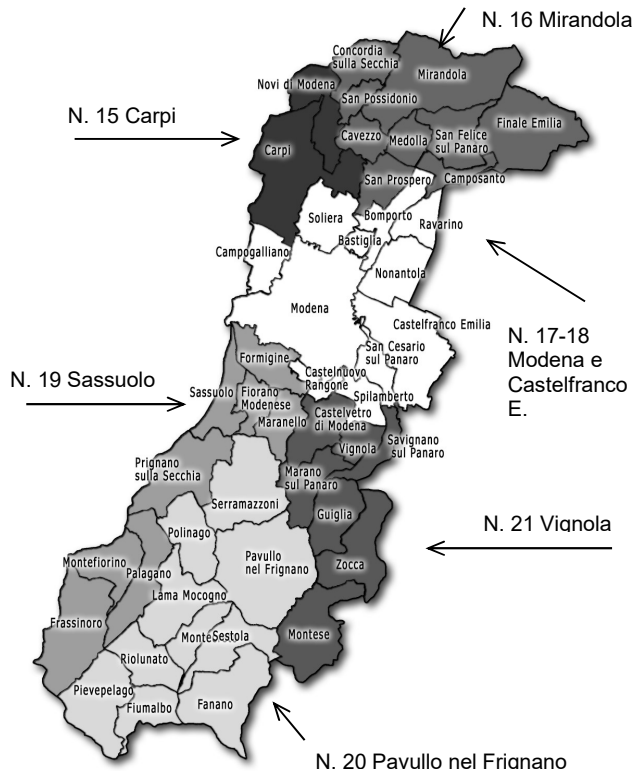 N. 16 Mirandola
Concordia
sulla Secchia
Mirandola
Novi di Modena
San Possidonio
N. 15 Carpi
Finale Emilia
Cavezzo
Medolla
San Felice
sul Panaro
Carpi
San Prospero
Camposanto
Soliera
Bomporto
Ravarino
Bastiglia
Campogalliano
Nonantola
Modena
Castelfranco Emilia
N. 17-18
Modena e
Castelfranco
E.
San Cesario
sul Panaro
Formigine
Castelnuovo
Rangone
N. 19 Sassuolo
Sassuolo
Fiorano
Modenese
Spilamberto
Maranello
Castelvetro
di Modena
Vignola
Savignano
sul Panaro
Prignano
sulla Secchia
Marano
sul Panaro
Serramazzoni
Guiglia
Polinago
N. 21 Vignola
Pavullo
nel Frignano
Zocca
Montefiorino
Palagano
Lama Mocogno
Frassinoro
Monte
Sestola
Montese
Riolunato
Pievepelago
Fiumalbo
Fanano
N. 20 Pavullo nel Frignano